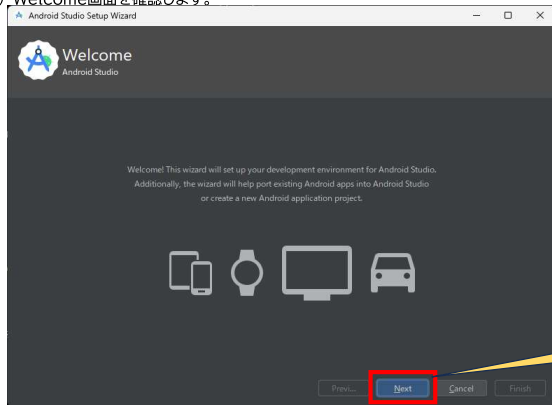 Welcome画面を確認します。
Android Studio Setup Wizard
Welcome
Android Studio
Welcome! This wizard will set up your development environment for Android Studio.
Additionally, the wizard will help port existing Android apps into Android Studio
or create a new Android application project.
Previ... Next Cancel Finish